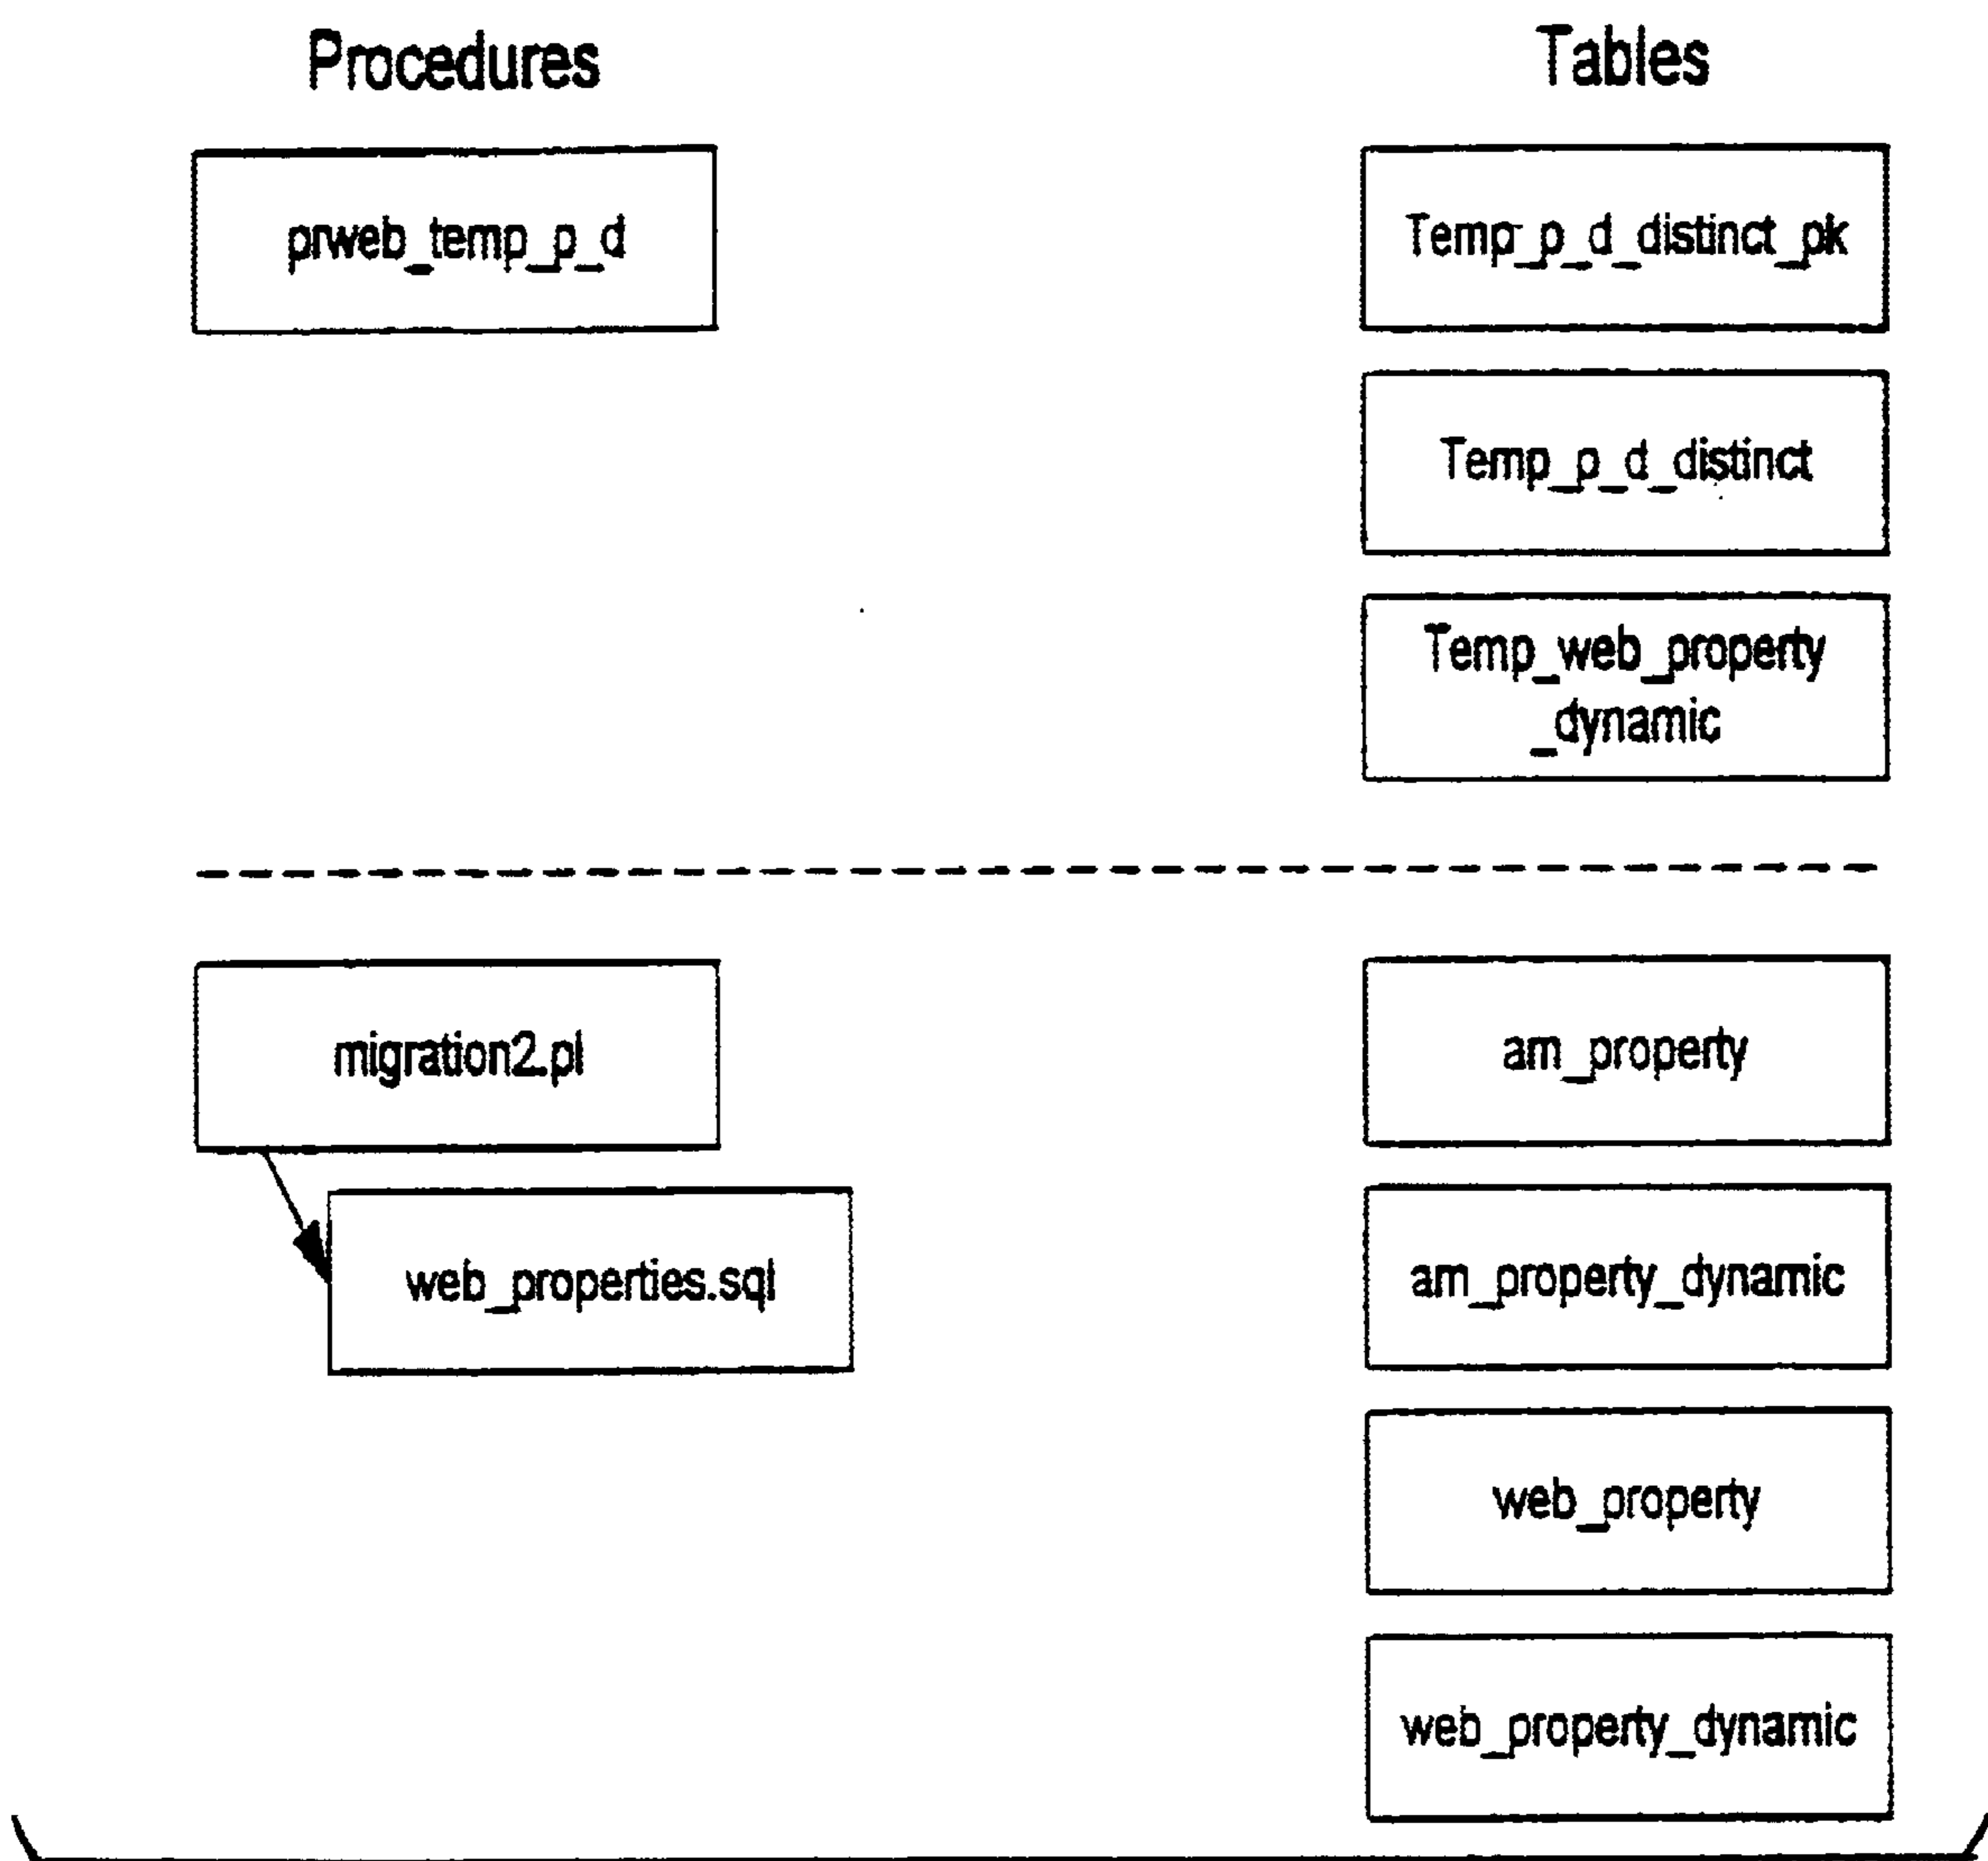 Procedures
Tables
prweb_temp_p_d
Temp_p_d_distinct_pk
Temp_p_d_distinct
Temp_web_property
_dynamic
migration2.pl
am_property
web_properties.sql
am_property_dynamic
web_property
web_property_dynamic